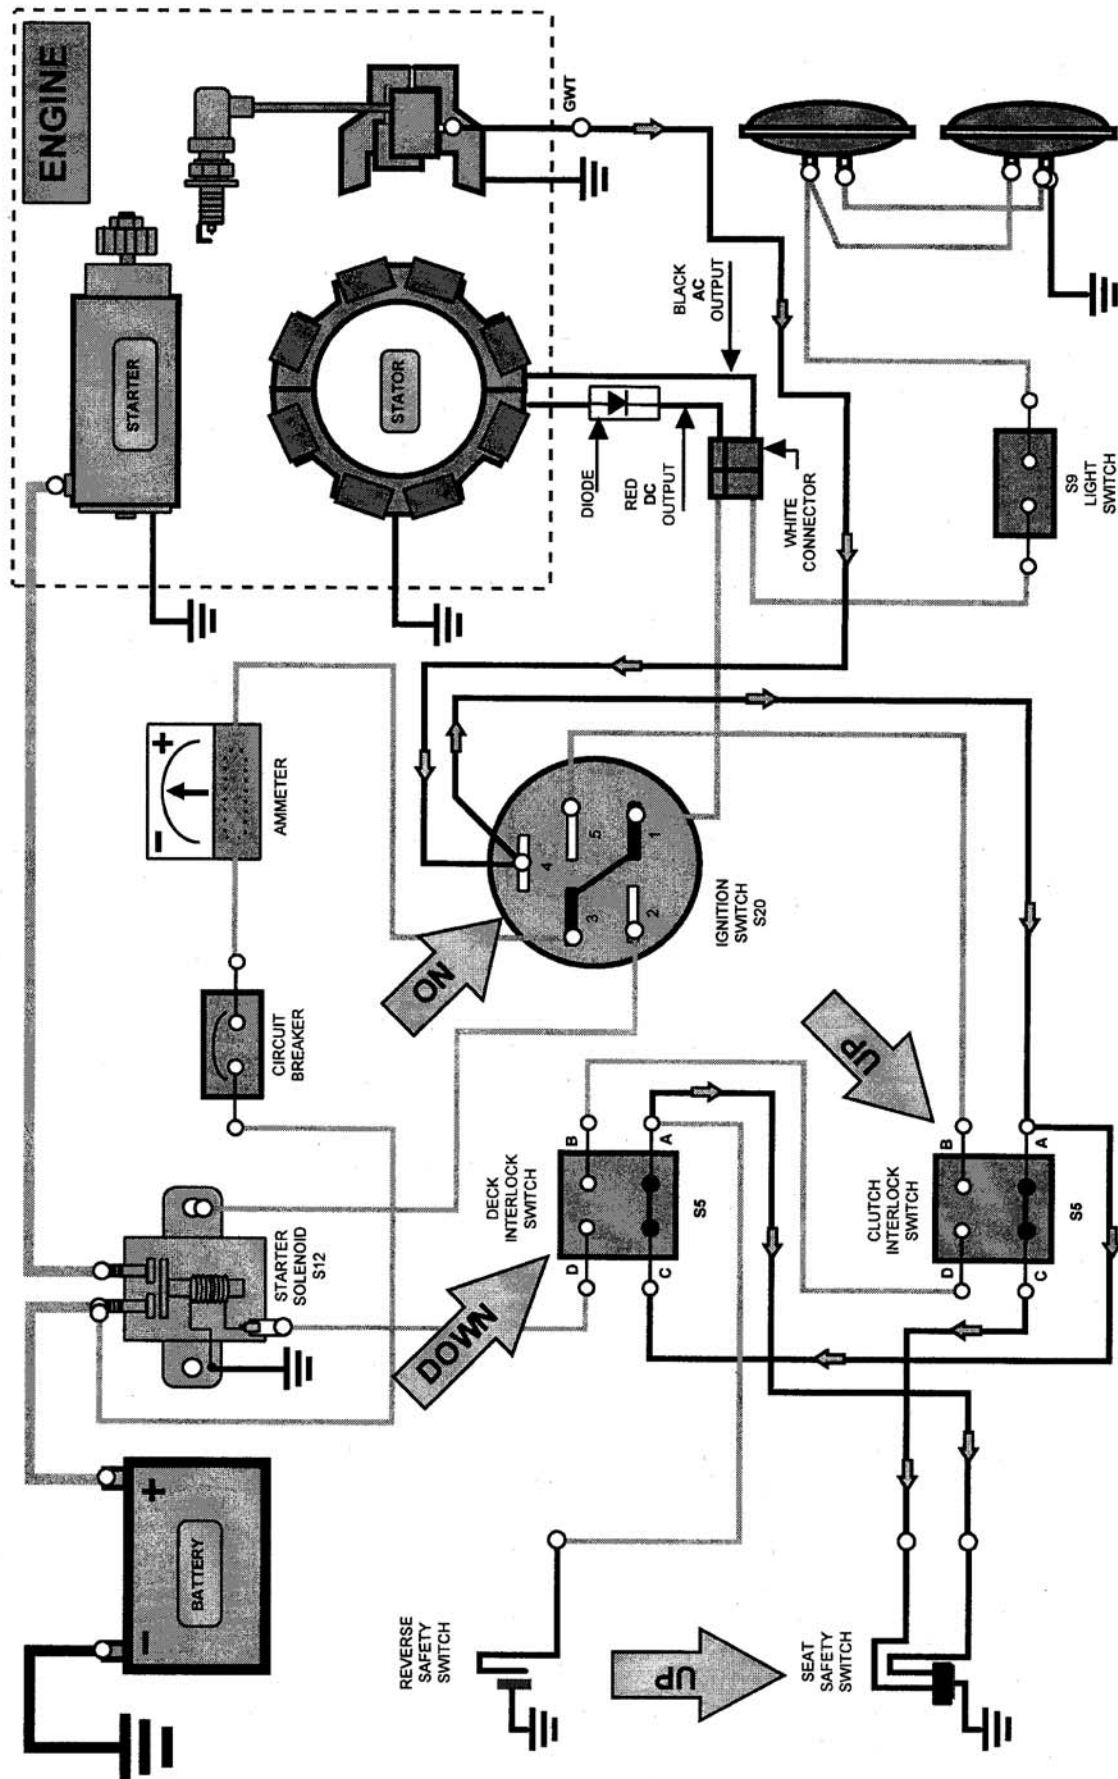 ENGINE
STARTER
STATOR
GWT
BLACK
AC
OUTPUT
DIODE
RED
DC
OUTPUT
WHITE
CONNECTOR
S9
LIGHT
SWITCH
−
+
AMMETER
ON
4
5
3
1
2
IGNITION
SWITCH
S20
CIRCUIT
BREAKER
STARTER
SOLENOID
S12
DOWN
DECK
INTERLOCK
SWITCH
D
B
C
A
S5
UP
CLUTCH
INTERLOCK
SWITCH
D
B
C
A
S5
−
+
BATTERY
REVERSE
SAFETY
SWITCH
UP
SEAT
SAFETY
SWITCH